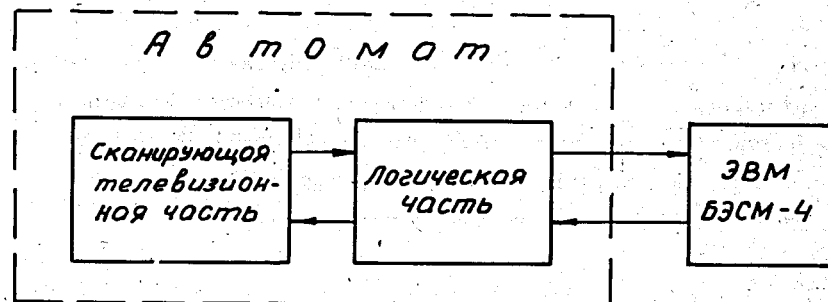 Автомат
Сканирующая
телевизион-
ная часть
Логическая
часть
ЭВМ
БЭСМ-4